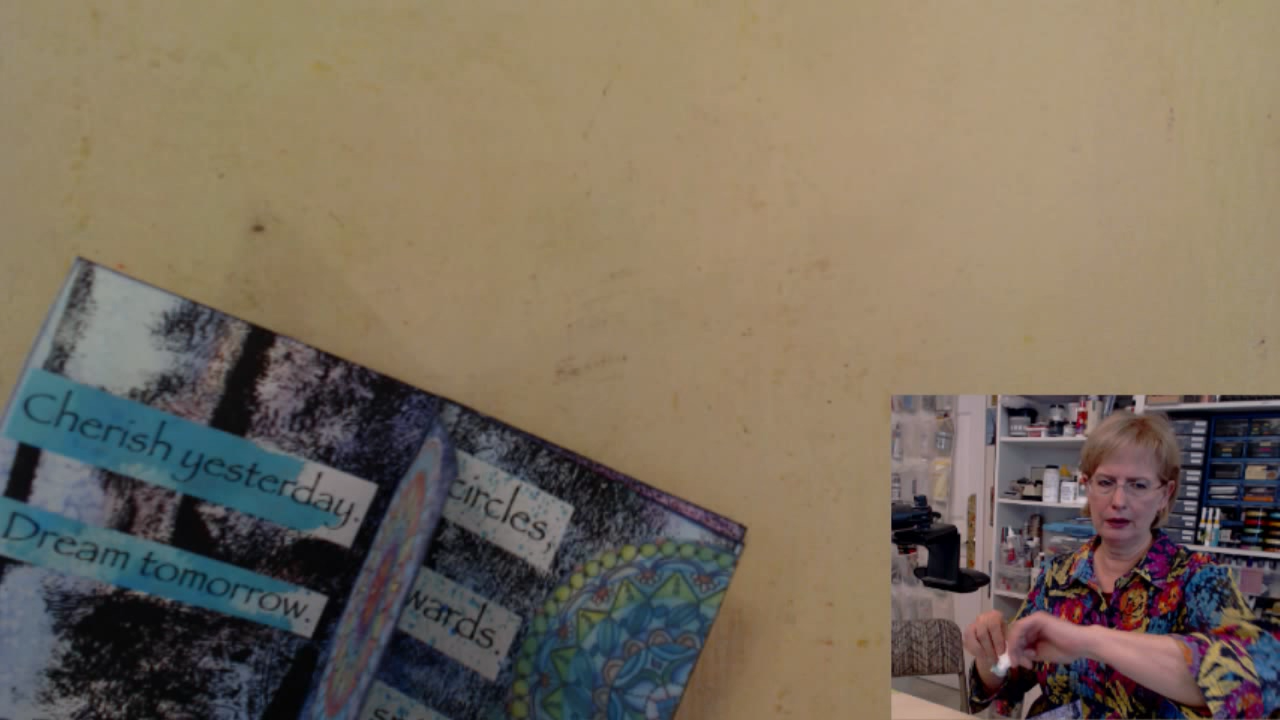 Cherish yesterday.
Dream tomorrow.
circles,
wards.